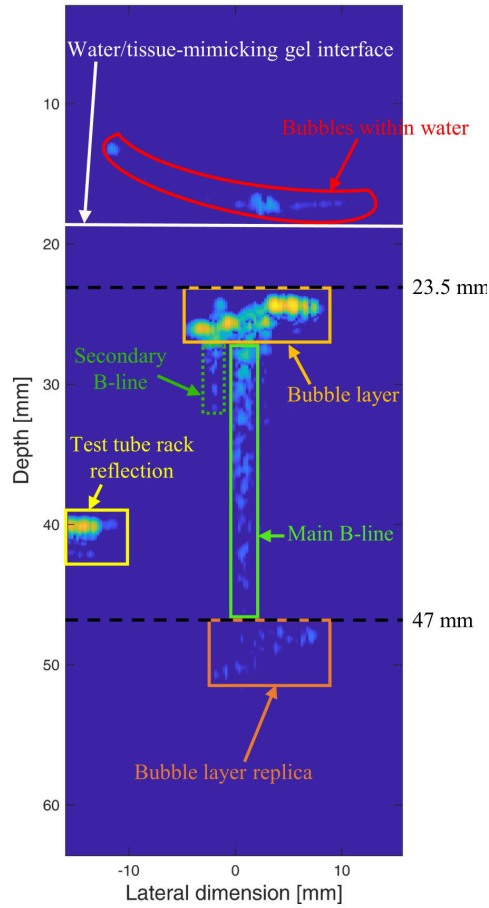 Water/tissue-mimicking gel interface
10
Bubbles within water
20
23.5 mm
Secondary
B-line
30
Bubble layer
Depth [mm]
Test tube rack
reflection
40
Main B-line
47 mm
50
Bubble layer replica
60
-10
0
10
Lateral dimension [mm]